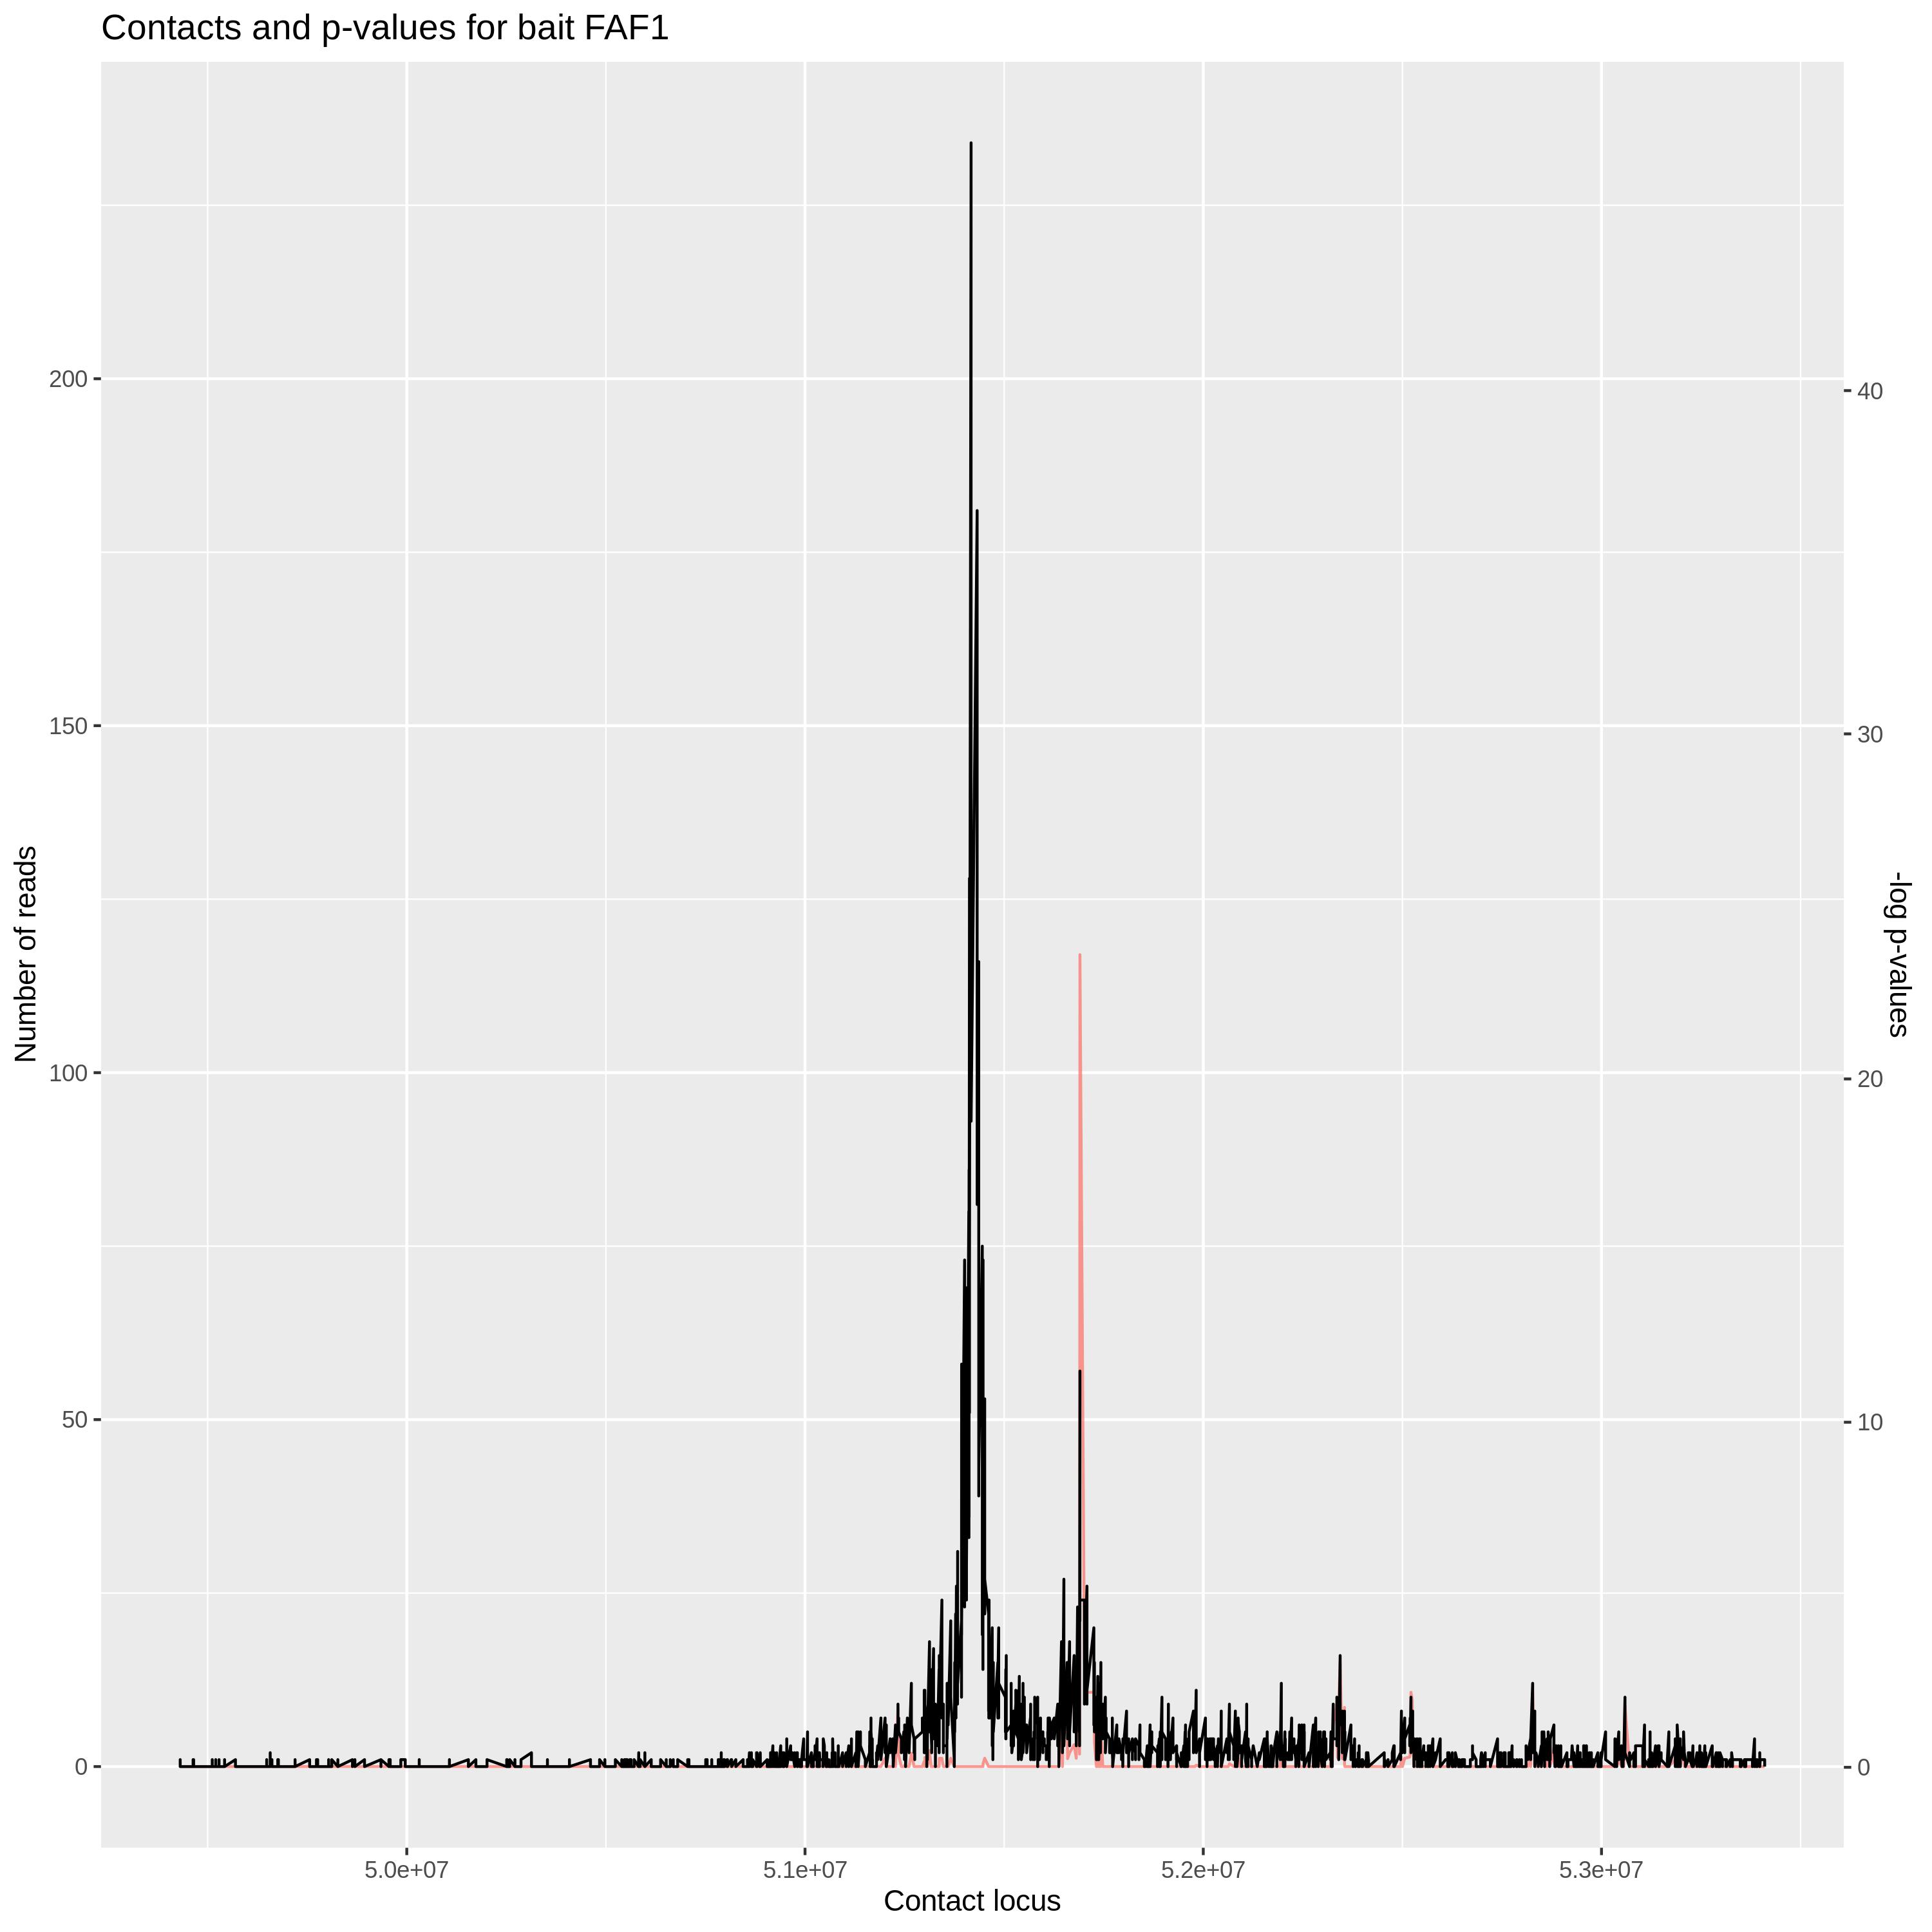 Contacts and p-values for bait FAF1
200
150
100
50
0
40
30
20
10
0
Number of reads
-log p-values
5.0e+07
5.1e+07
5.2e+07
5.3e+07
Contact locus